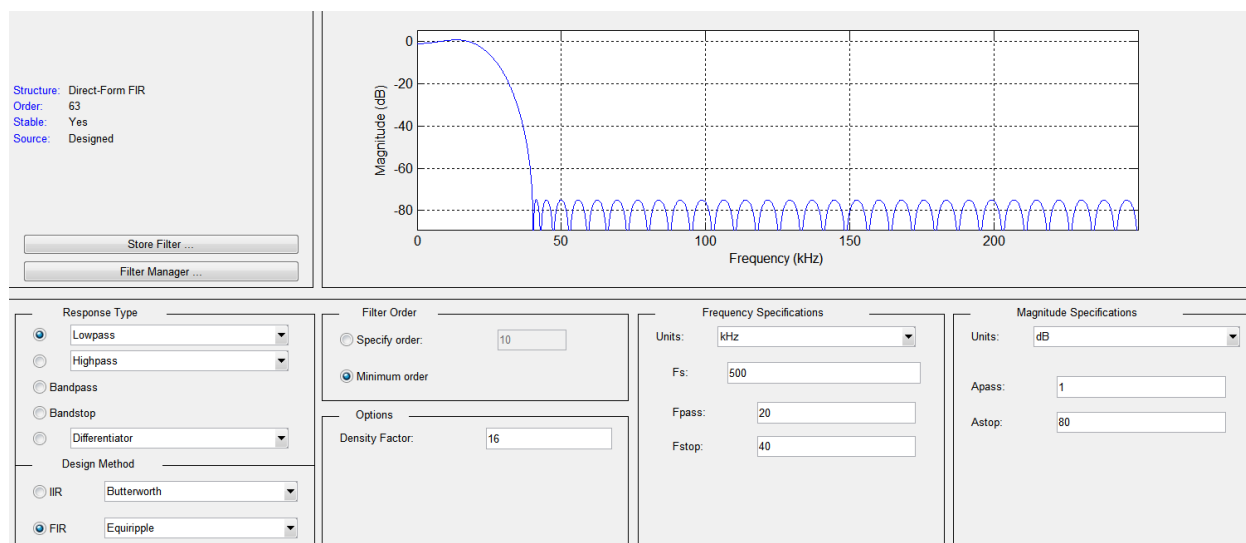 Structure: Direct-Form FIR
Order: 63
Stable: Yes
Source: Designed
Store Filter ...
Filter Manager ...
Magnitude (dB)
0
-20
-40
-60
-80
0 50 100 150 200
Frequency (kHz)
Response Type
Lowpass
Highpass
Bandpass
Bandstop
Differentiator
Design Method
IIR Butterworth
FIR Equiripple
Filter Order
Specify order: 10
Minimum order
Options
Density Factor: 16
Frequency Specifications
Units: kHz
Fs: 500
Fpass: 20
Fstop: 40
Magnitude Specifications
Units: dB
Apass: 1
Astop: 80